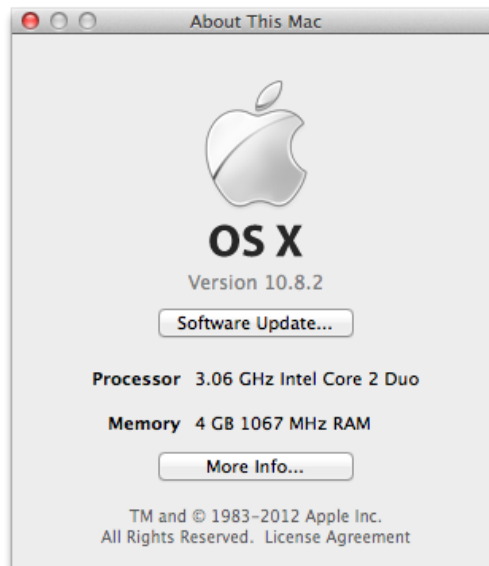 About This Mac
OS X
Version 10.8.2
Software Update...
Processor 3.06 GHz Intel Core 2 Duo
Memory 4 GB 1067 MHz RAM
More Info...
TM and © 1983–2012 Apple Inc.
All Rights Reserved. License Agreement